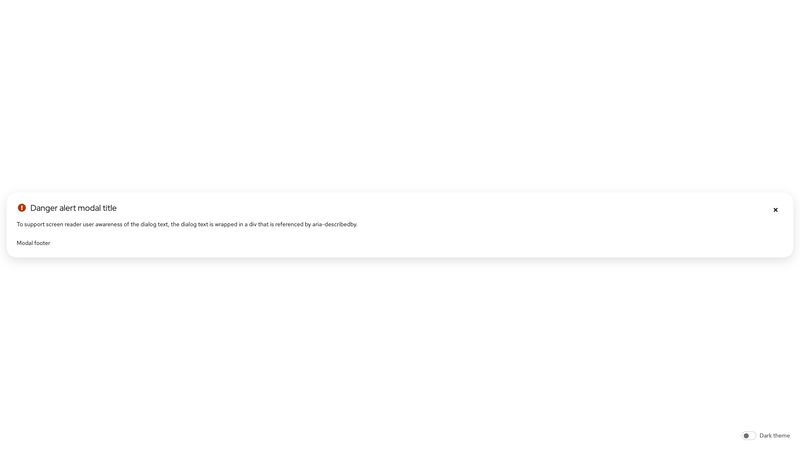 Danger alert modal title
To support screen reader user awareness of the dialog text, the dialog text is wrapped in a div that is referenced by aria-describedby.
Modal footer
Dark theme